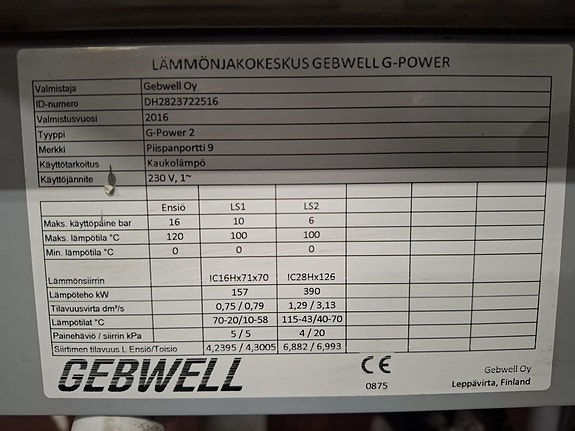 LÄMMÖNJAKOKESKUS GEBWELL G-POWER
Valmistaja Gebwell Oy
ID-numero DH2823722516
Valmistusvuosi 2016
Tyyppi G-Power 2
Merkki Piispanportti 9
Käyttötarkoitus Kaukolämpö
Käyttöjännite 230 V, 1~
Ensiö LS1 LS2
Maks. käyttöpaine bar 16 10 6
Maks. lämpötila °C 120 100 100
Min. lämpötila °C 0 0 0
Lämmönsiirrin IC16Hx71x70 IC28Hx126
Lämpöteho kW 157 390
Tilavuusvirta dm³/s 0,75 / 0,79 1,29 / 3,13
Lämpötilat °C 70-20/10-58 115-43/40-70
Painehäviö / siirrin kPa 5 / 5 4 / 20
Siirtimen tilavuus L Ensiö/Toisio 4,2395 / 4,3005 6,882 / 6,993
GEBWELL
CE
0875
Gebwell Oy
Leppävirta, Finland